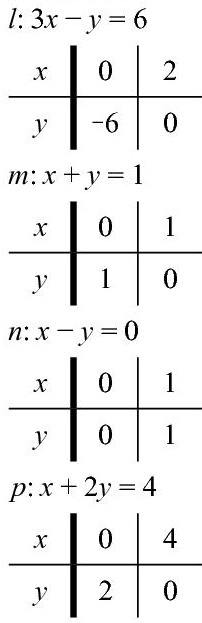 l: 3x − y = 6
x 0 2
y -6 0
m: x + y = 1
x 0 1
y 1 0
n: x − y = 0
x 0 1
y 0 1
p: x + 2y = 4
x 0 4
y 2 0